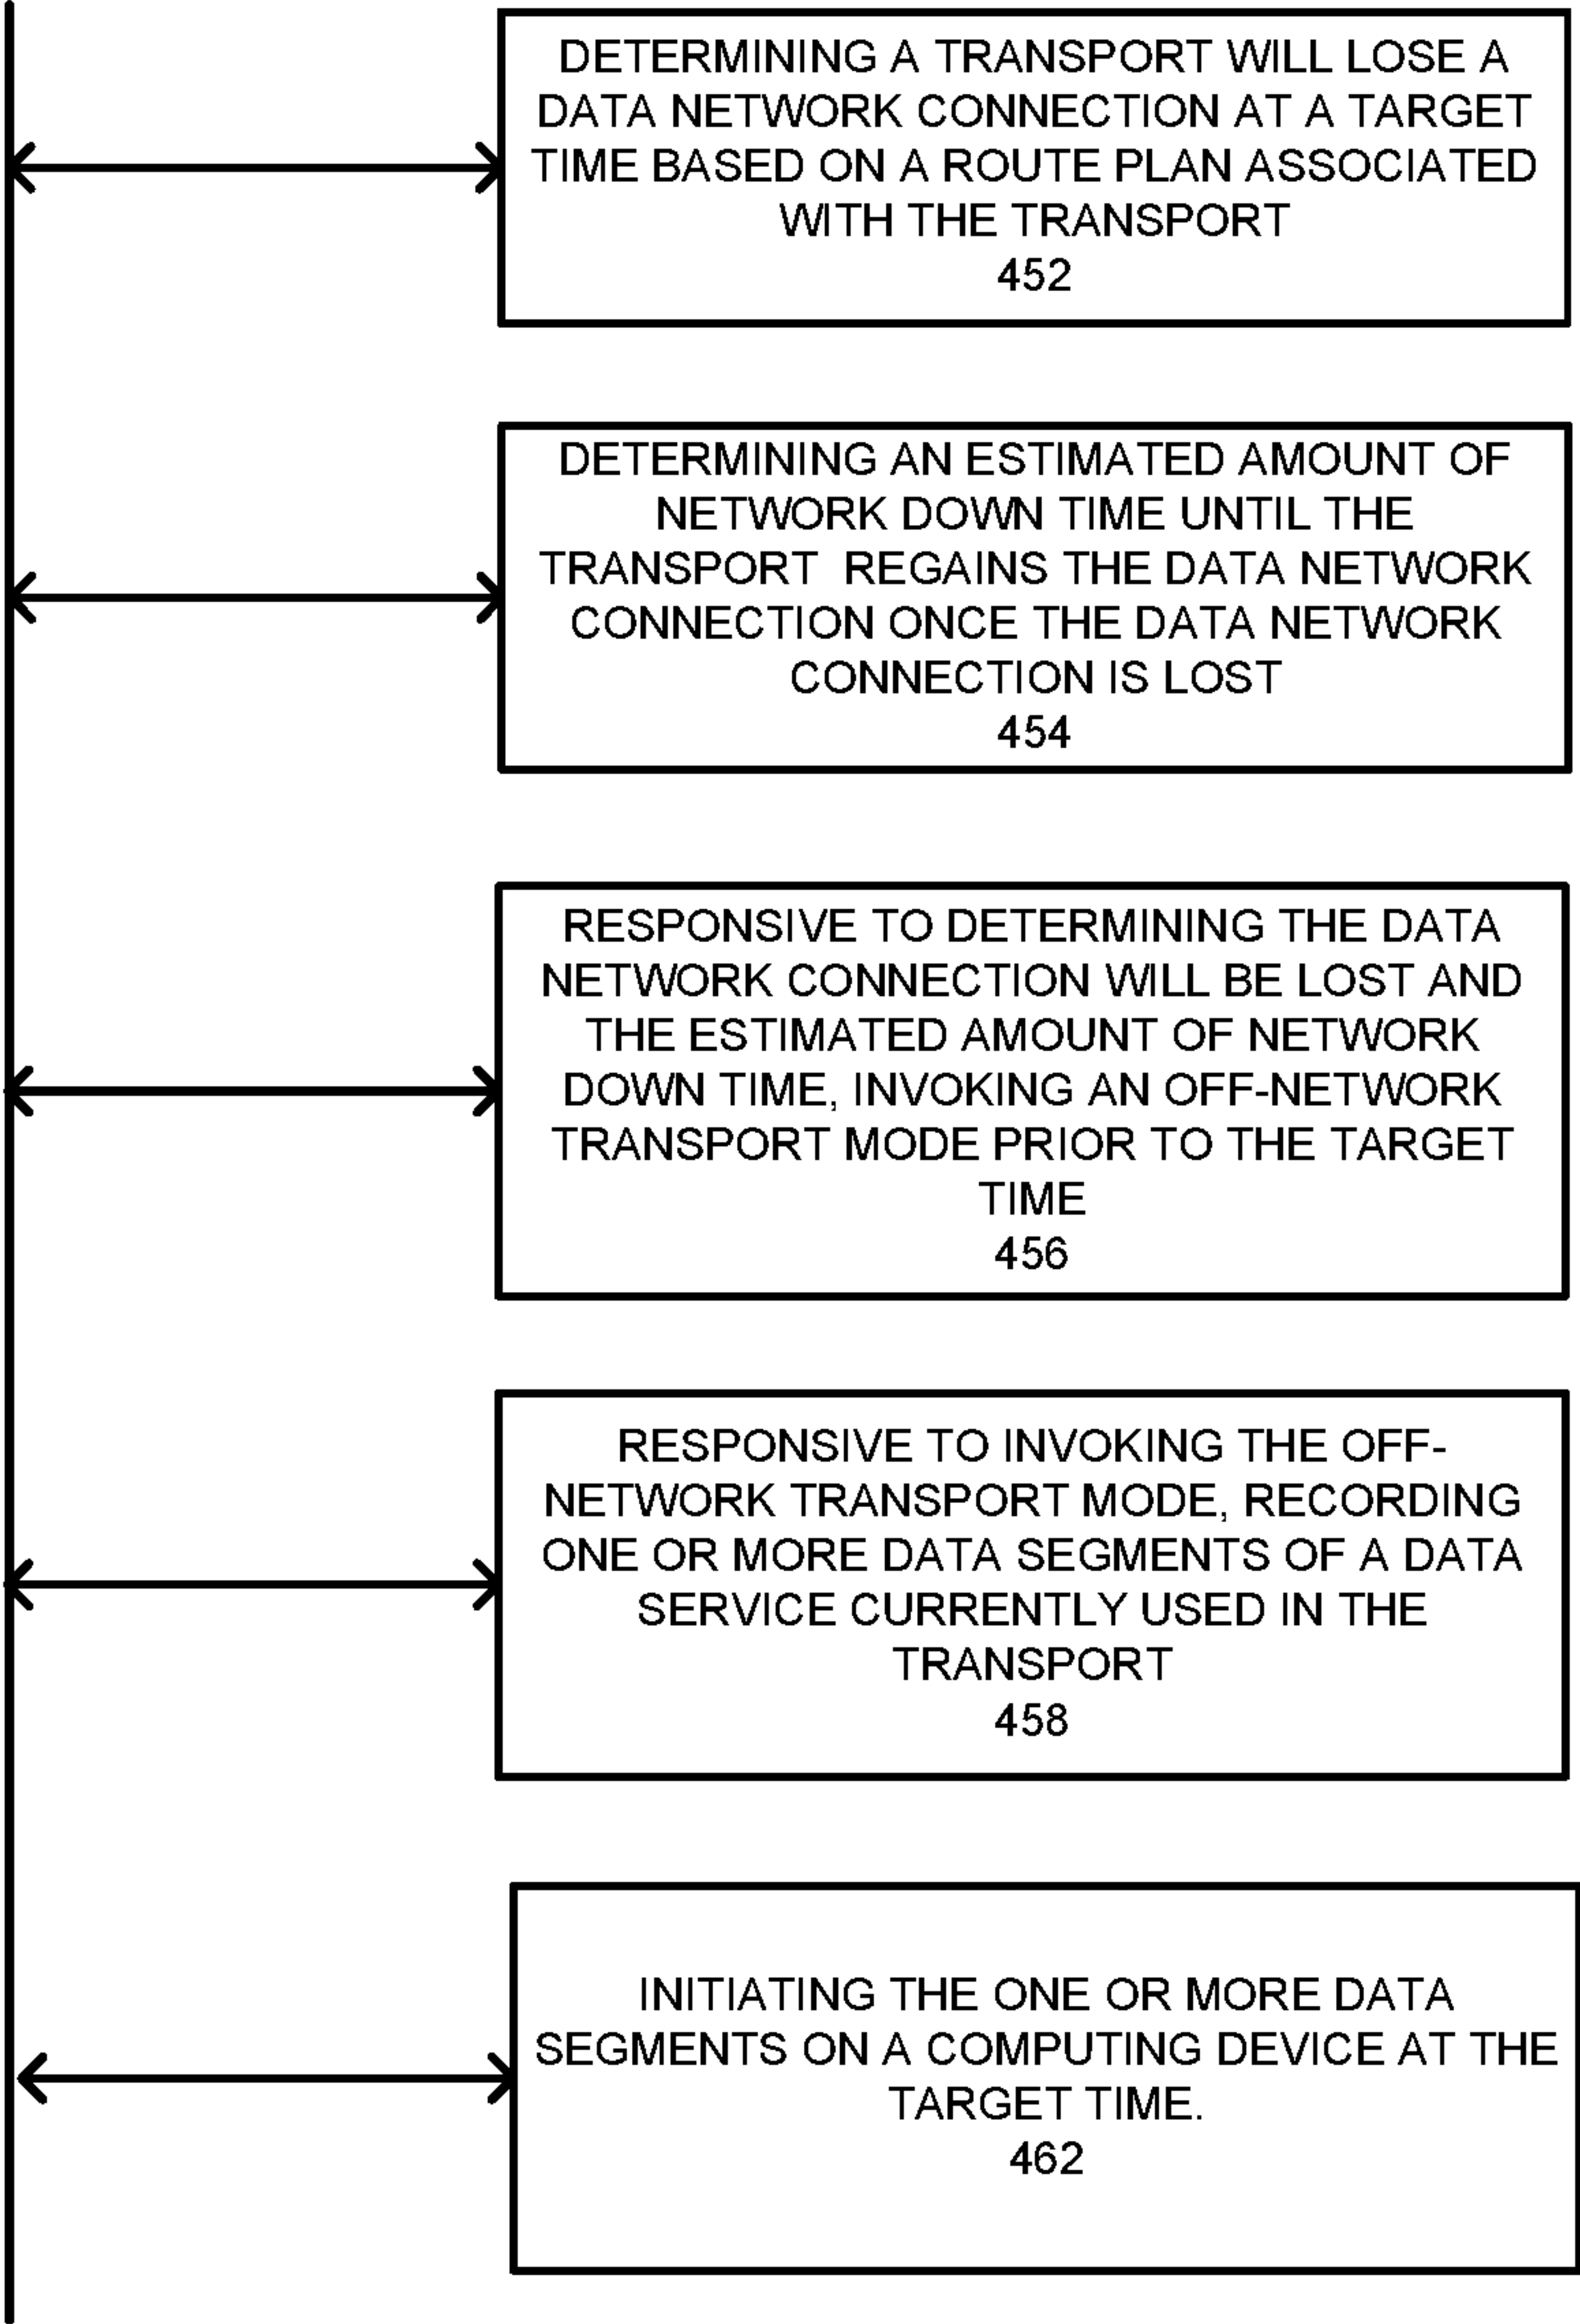 DETERMINING A TRANSPORT WILL LOSE A
DATA NETWORK CONNECTION AT A TARGET
TIME BASED ON A ROUTE PLAN ASSOCIATED
WITH THE TRANSPORT
452
DETERMINING AN ESTIMATED AMOUNT OF
NETWORK DOWN TIME UNTIL THE
TRANSPORT  REGAINS THE DATA NETWORK
CONNECTION ONCE THE DATA NETWORK
CONNECTION IS LOST
454
RESPONSIVE TO DETERMINING THE DATA
NETWORK CONNECTION WILL BE LOST AND
THE ESTIMATED AMOUNT OF NETWORK
DOWN TIME, INVOKING AN OFF-NETWORK
TRANSPORT MODE PRIOR TO THE TARGET
TIME
456
RESPONSIVE TO INVOKING THE OFF-
NETWORK TRANSPORT MODE, RECORDING
ONE OR MORE DATA SEGMENTS OF A DATA
SERVICE CURRENTLY USED IN THE
TRANSPORT
458
INITIATING THE ONE OR MORE DATA
SEGMENTS ON A COMPUTING DEVICE AT THE
TARGET TIME.
462